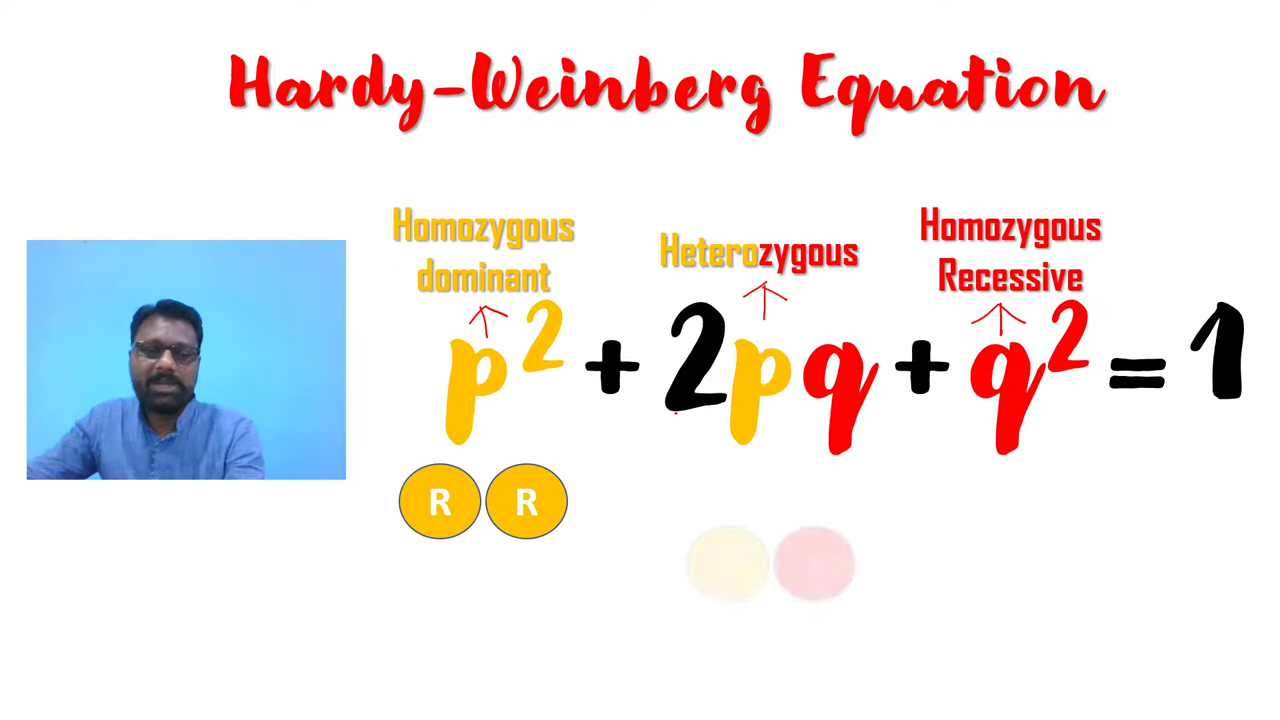 Hardy-Weinberg Equation
Homozygous
dominant
Heterozygous
Homozygous
Recessive
p² + 2pq + q² = 1
R R